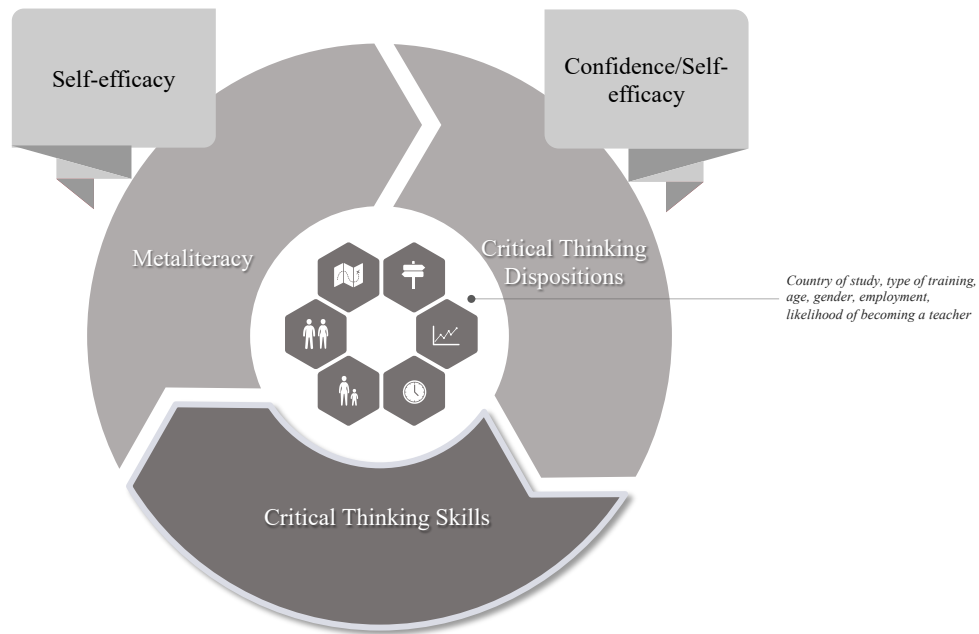 Self-efficacy
Confidence/Self-
efficacy
Metaliteracy
Critical Thinking
Dispositions
Country of study, type of training,
age, gender, employment,
likelihood of becoming a teacher
Critical Thinking Skills